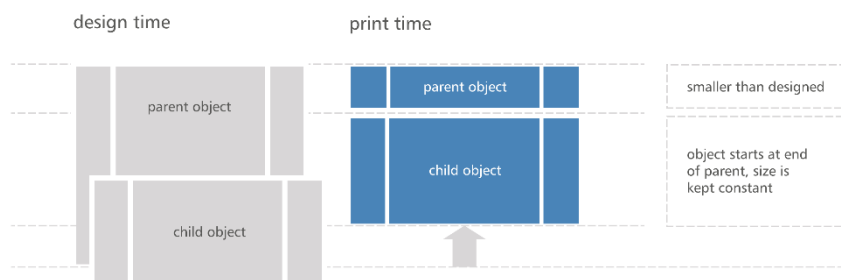 design time
print time
parent object
child object
parent object
child object
smaller than designed
object starts at end
of parent, size is
kept constant